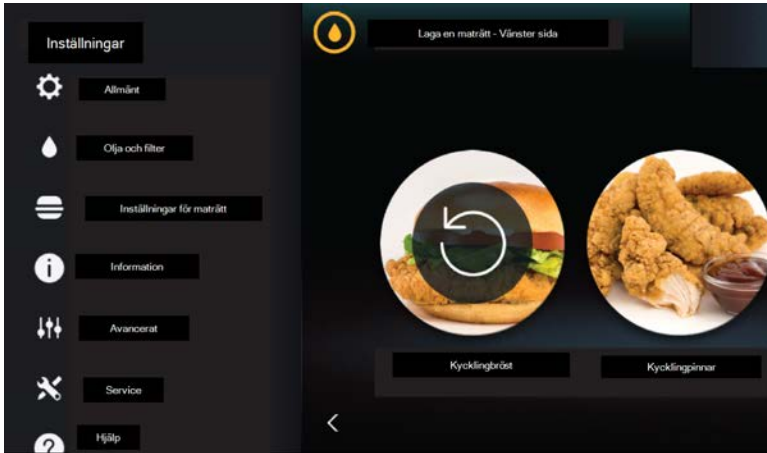 Inställningar
Allmänt
Olja och filter
Inställningar för maträtt
Information
Avancerat
Service
Hjälp
Laga en maträtt - Vänster sida
Kycklingbröst
Kycklingpinnar